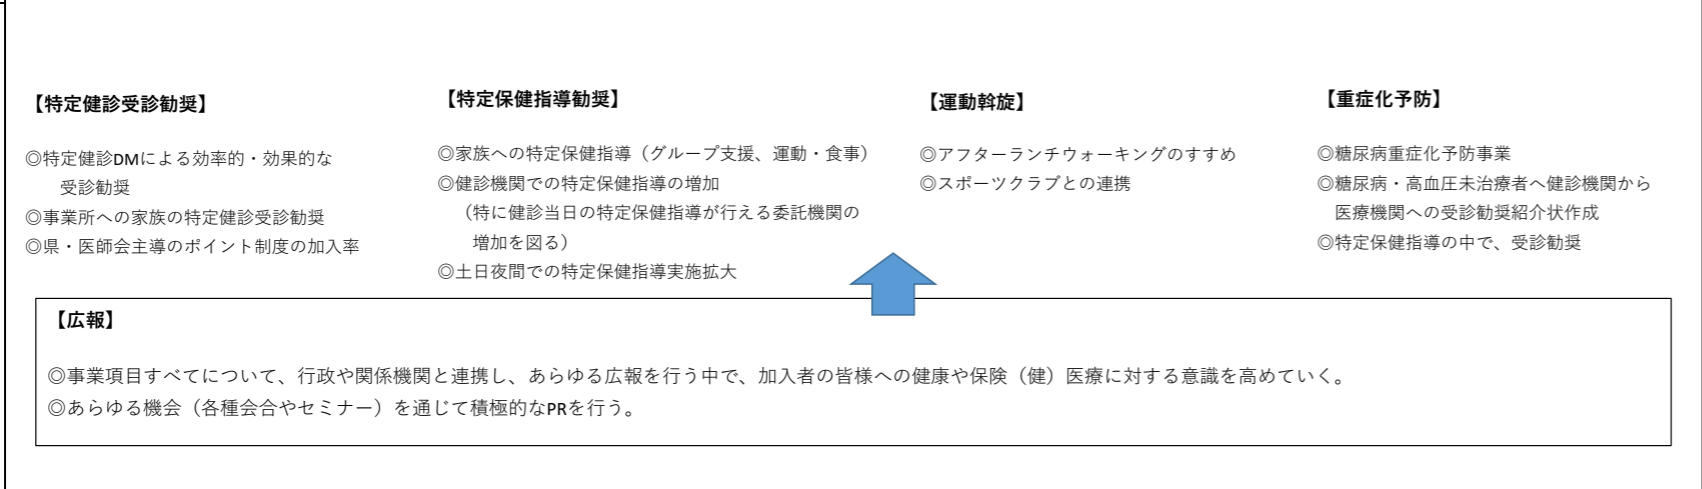 【特定健診受診勧奨】
◎特定健診DMによる効率的・効果的な
受診勧奨
◎事業所への家族の特定健診受診勧奨
◎県・医師会主導のポイント制度の加入率
【特定保健指導勧奨】
◎家族への特定保健指導（グループ支援、運動・食事）
◎健診機関での特定保健指導の増加
（特に健診当日の特定保健指導が行える委託機関の
増加を図る）
◎土日夜間での特定保健指導実施拡大
【運動斡旋】
◎アフターランチウォーキングのすすめ
◎スポーツクラブとの連携
【重症化予防】
◎糖尿病重症化予防事業
◎糖尿病・高血圧未治療者へ健診機関から
医療機関への受診勧奨紹介状作成
◎特定保健指導の中で、受診勧奨
【広報】
◎事業項目すべてについて、行政や関係機関と連携し、あらゆる広報を行う中で、加入者の皆様への健康や保険（健）医療に対する意識を高めていく。
◎あらゆる機会（各種会合やセミナー）を通じて積極的なPRを行う。